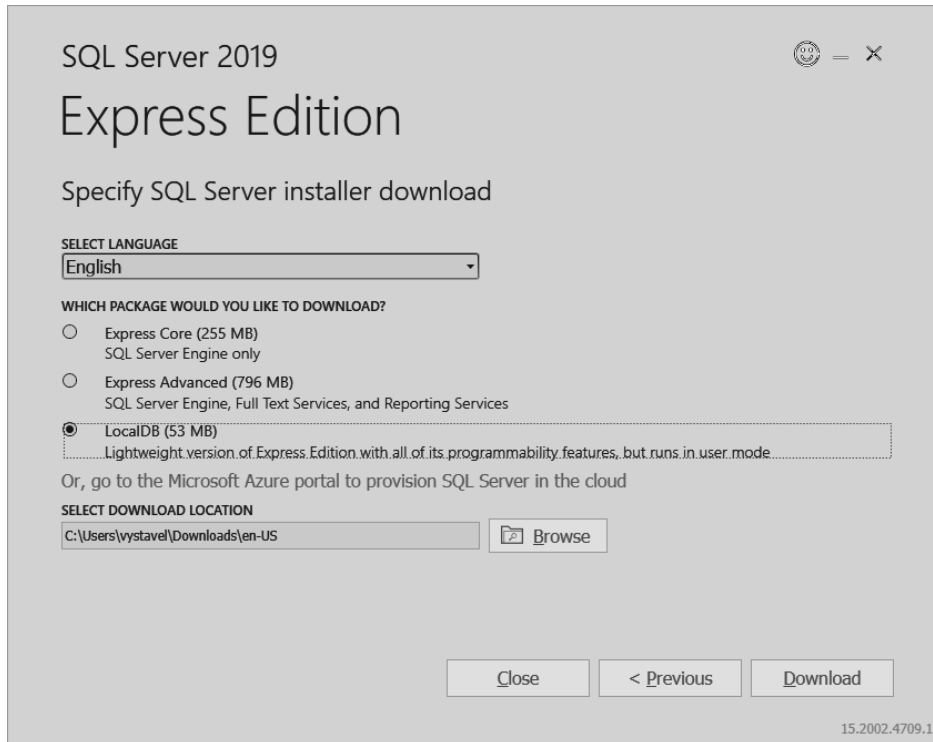 SQL Server 2019
Express Edition
Specify SQL Server installer download
SELECT LANGUAGE
English
WHICH PACKAGE WOULD YOU LIKE TO DOWNLOAD?
Express Core (255 MB)
SQL Server Engine only
Express Advanced (796 MB)
SQL Server Engine, Full Text Services, and Reporting Services
LocalDB (53 MB)
Lightweight version of Express Edition with all of its programmability features, but runs in user mode
Or, go to the Microsoft Azure portal to provision SQL Server in the cloud
SELECT DOWNLOAD LOCATION
C:\Users\vystavel\Downloads\en-US
Browse
Close
< Previous
Download
15.2002.4709.1